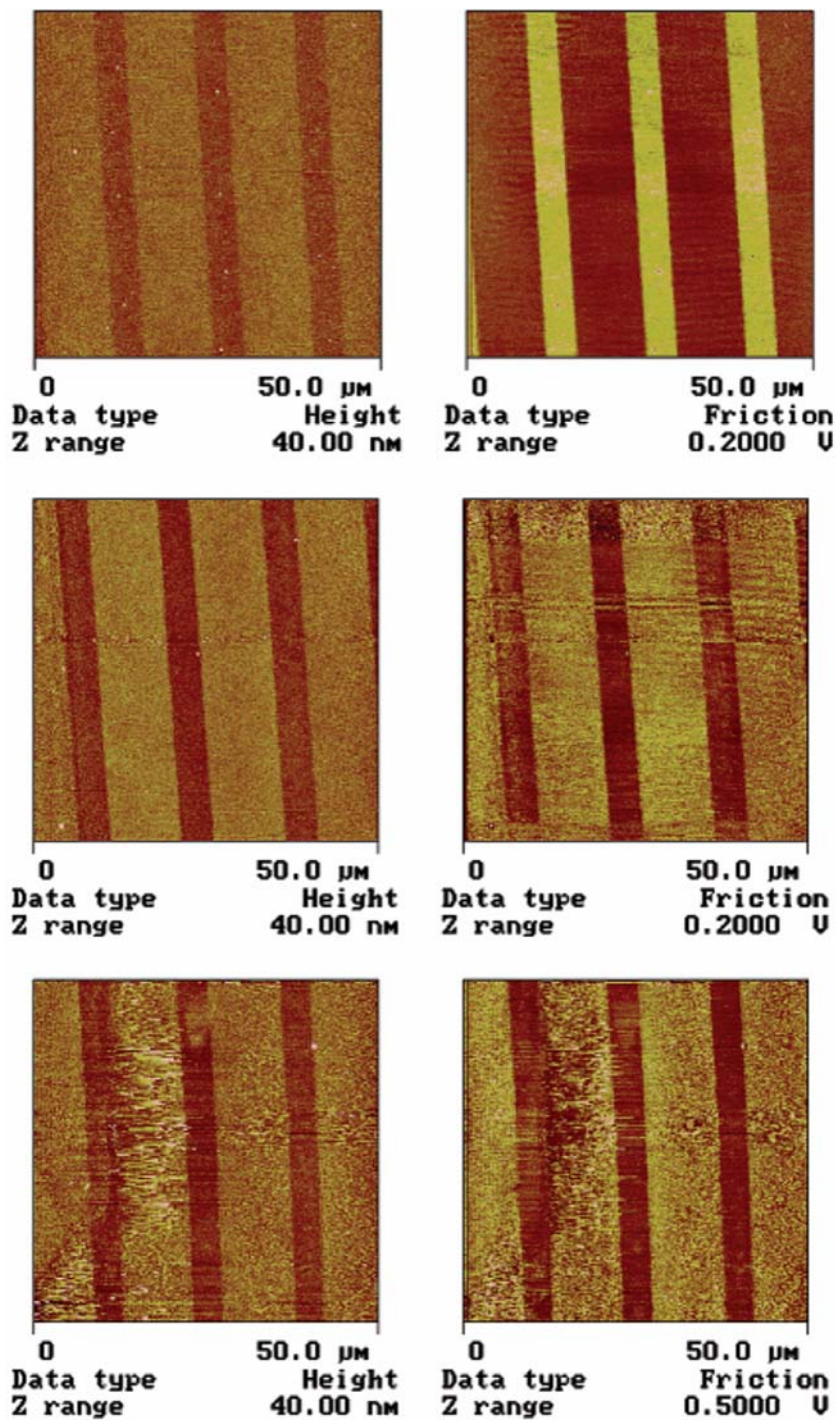 0 50.0 µm
Data type Height
Z range 40.00 nm
0 50.0 µm
Data type Friction
Z range 0.2000 V
0 50.0 µm
Data type Height
Z range 40.00 nm
0 50.0 µm
Data type Friction
Z range 0.2000 V
0 50.0 µm
Data type Height
Z range 40.00 nm
0 50.0 µm
Data type Friction
Z range 0.5000 V